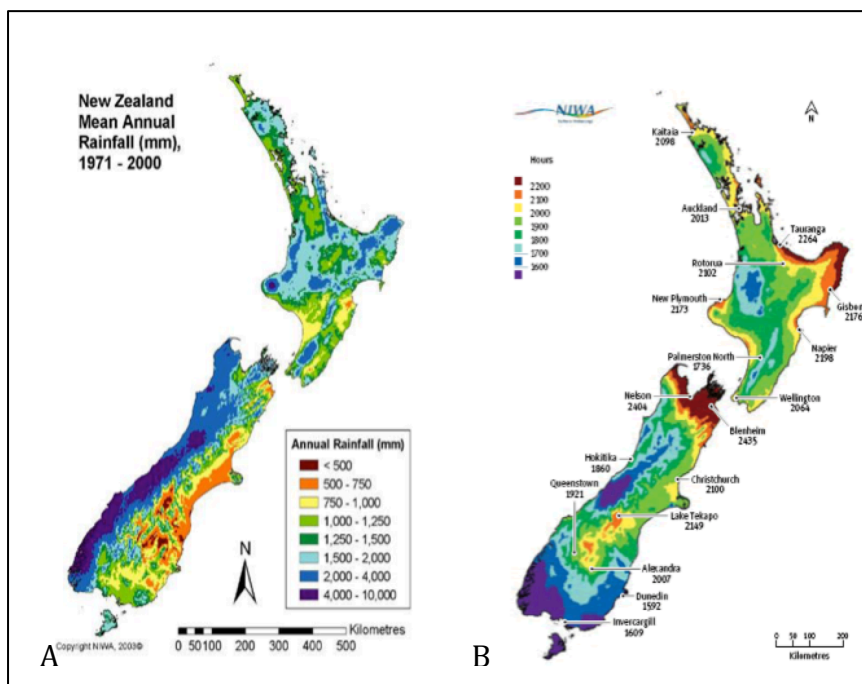 New Zealand
Mean Annual
Rainfall (mm),
1971 - 2000
Annual Rainfall (mm)
< 500
500 - 750
750 - 1,000
1,000 - 1,250
1,250 - 1,500
1,500 - 2,000
2,000 - 4,000
4,000 - 10,000
N
Kilometres
0 50 100 200 300 400 500
Copyright NIWA, 2003©
A
NIWA
N
Hours
2200
2100
2000
1900
1800
1700
1600
Kaitaia
2098
Auckland
2013
Tauranga
2264
Rotorua
2102
New Plymouth
2173
Gisbor
2176
Napier
2198
Palmerston North
1736
Nelson
2404
Wellington
2064
Blenheim
2435
Hokitika
1860
Christchurch
2100
Queenstown
1921
Lake Tekapo
2149
Alexandra
2007
Dunedin
1592
Invercargill
1609
0 50 100 200
Kilometres
B